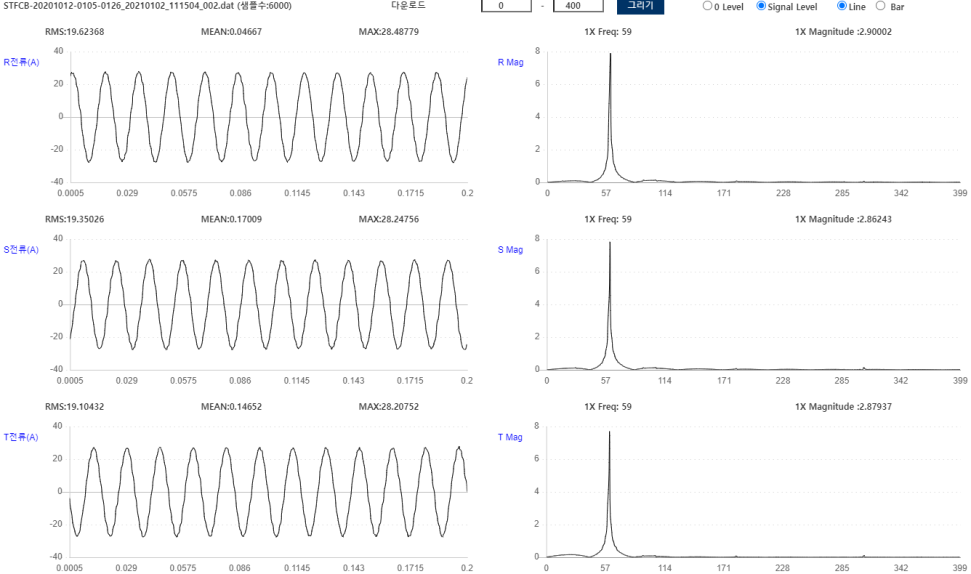 STFCB-20201012-0105-0126_20210102_111504_002.dat (샘플수:6000) 다운로드 0 - 400 그리기 0 Level Signal Level Line Bar
RMS:19.62368 MEAN:0.04667 MAX:28.48779 1X Freq: 59 1X Magnitude :2.90002
R전류(A) R Mag
40 20 0 -20 -40
0.0005 0.029 0.0575 0.086 0.1145 0.143 0.1715 0.2
8 6 4 2 0
0 57 114 171 228 285 342 399
RMS:19.35026 MEAN:0.17009 MAX:28.24756 1X Freq: 59 1X Magnitude :2.86243
S전류(A) S Mag
40 20 0 -20 -40
0.0005 0.029 0.0575 0.086 0.1145 0.143 0.1715 0.2
8 6 4 2 0
0 57 114 171 228 285 342 399
RMS:19.10432 MEAN:0.14652 MAX:28.20752 1X Freq: 59 1X Magnitude :2.87937
T전류(A) T Mag
40 20 0 -20 -40
0.0005 0.029 0.0575 0.086 0.1145 0.143 0.1715 0.2
8 6 4 2 0
0 57 114 171 228 285 342 399